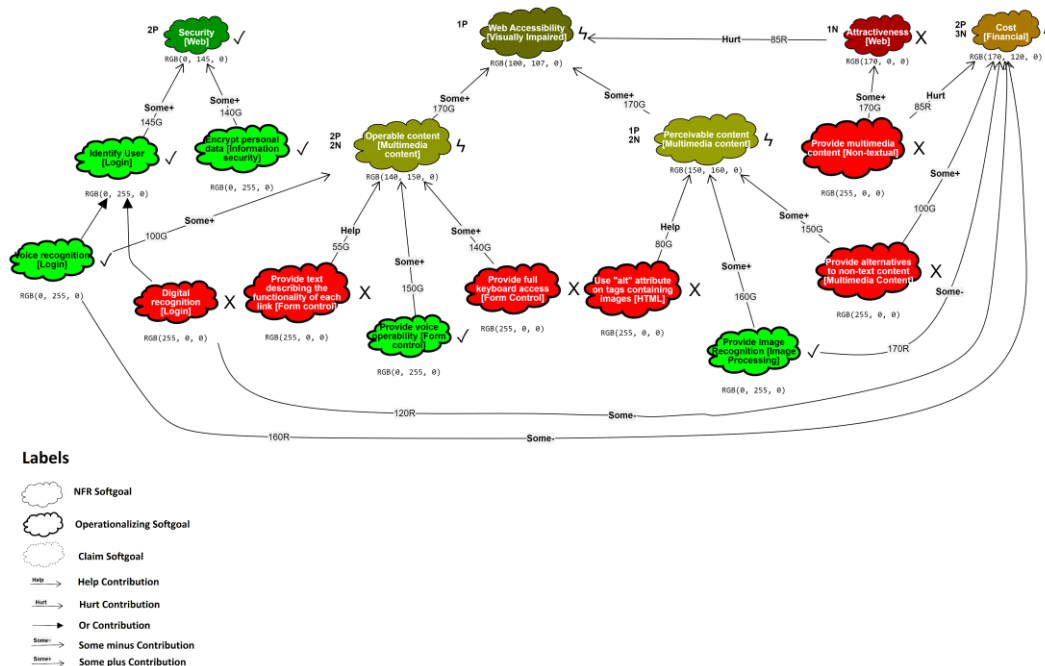 2P
Security
[Web]
RGB(0, 145, 0)
1P
Web Accessibility
[Visually Impaired]
RGB(100, 107, 0)
Hurt
85R
1N
Attractiveness
[Web]
X
RGB(170, 0, 0)
2P
3N
Cost
[Financial]
RGB(170, 120, 0)
Some+
145G
Some+
140G
Some+
170G
Some+
170G
Some+
170G
Hurt
85R
Identify User
[Login]
RGB(0, 255, 0)
Encrypt personal
data [Information
security]
RGB(0, 255, 0)
2P
2N
Operable content
[Multimedia
content]
RGB(140, 150, 0)
1P
2N
Perceivable content
[Multimedia content]
RGB(150, 160, 0)
Provide multimedia
content [Non-textual]
X
RGB(255, 0, 0)
Some+
100G
Voice recognition
[Login]
RGB(0, 255, 0)
Digital
recognition
[Login]
X
RGB(255, 0, 0)
Help
55G
Provide text
describing the
functionality of each
link [Form control]
X
RGB(255, 0, 0)
Some+
150G
Provide voice
operability [Form
control]
RGB(0, 255, 0)
Some+
140G
Provide full
keyboard access
[Form Control]
X
RGB(255, 0, 0)
Help
80G
Use "alt" attribute
on tags containing
images [HTML]
X
RGB(255, 0, 0)
Some+
160G
Provide Image
Recognition [Image
Processing]
RGB(0, 255, 0)
Some+
150G
Provide alternatives
to non-text content
[Multimedia Content]
X
RGB(255, 0, 0)
Some+
100G
Some-
170R
120R
Some-
160R
Some-
Labels
NFR Softgoal
Operationalizing Softgoal
Claim Softgoal
Help
Help Contribution
Hurt
Hurt Contribution
Or Contribution
Some-
Some minus Contribution
Some+
Some plus Contribution